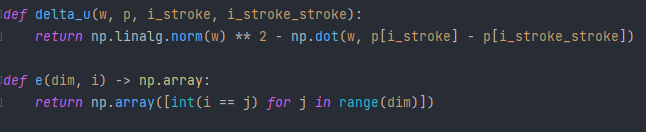 def delta_u(w, p, i_stroke, i_stroke_stroke):
    return np.linalg.norm(w) ** 2 - np.dot(w, p[i_stroke] - p[i_stroke_stroke])
def e(dim, i) -> np.array:
    return np.array([int(i == j) for j in range(dim)])